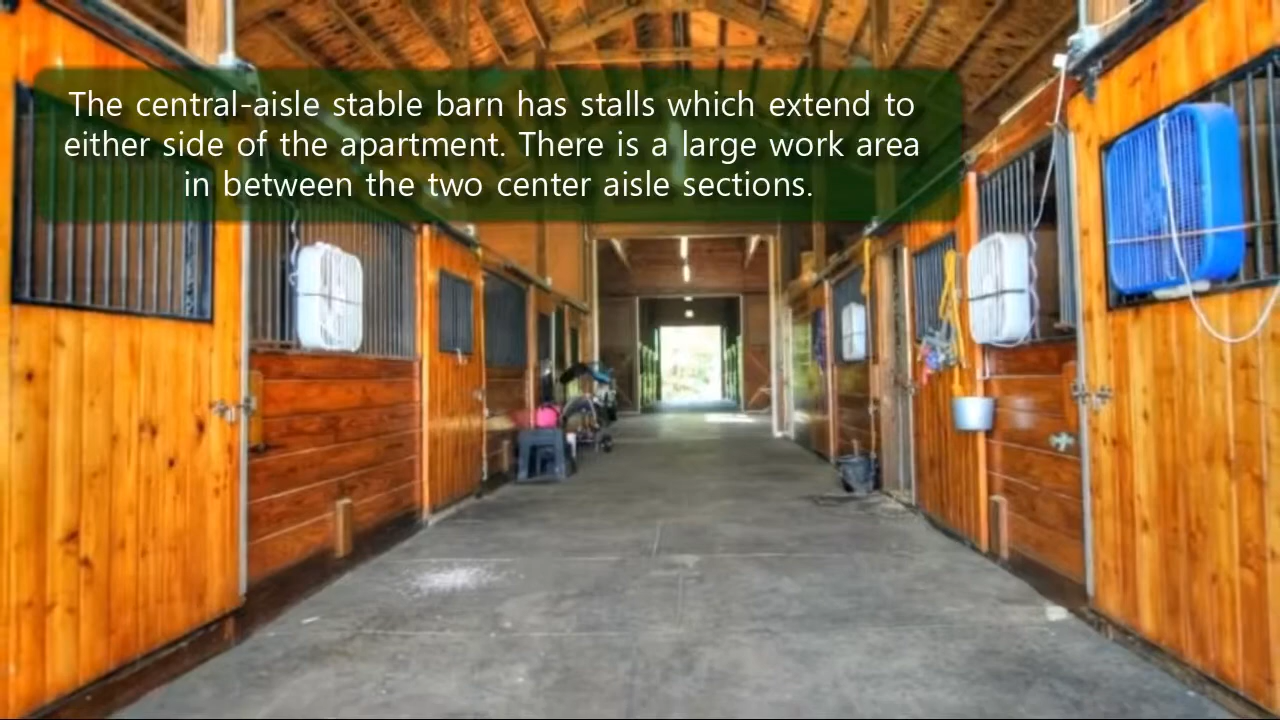 The central-aisle stable barn has stalls which extend to
either side of the apartment. There is a large work area
in between the two center aisle sections.